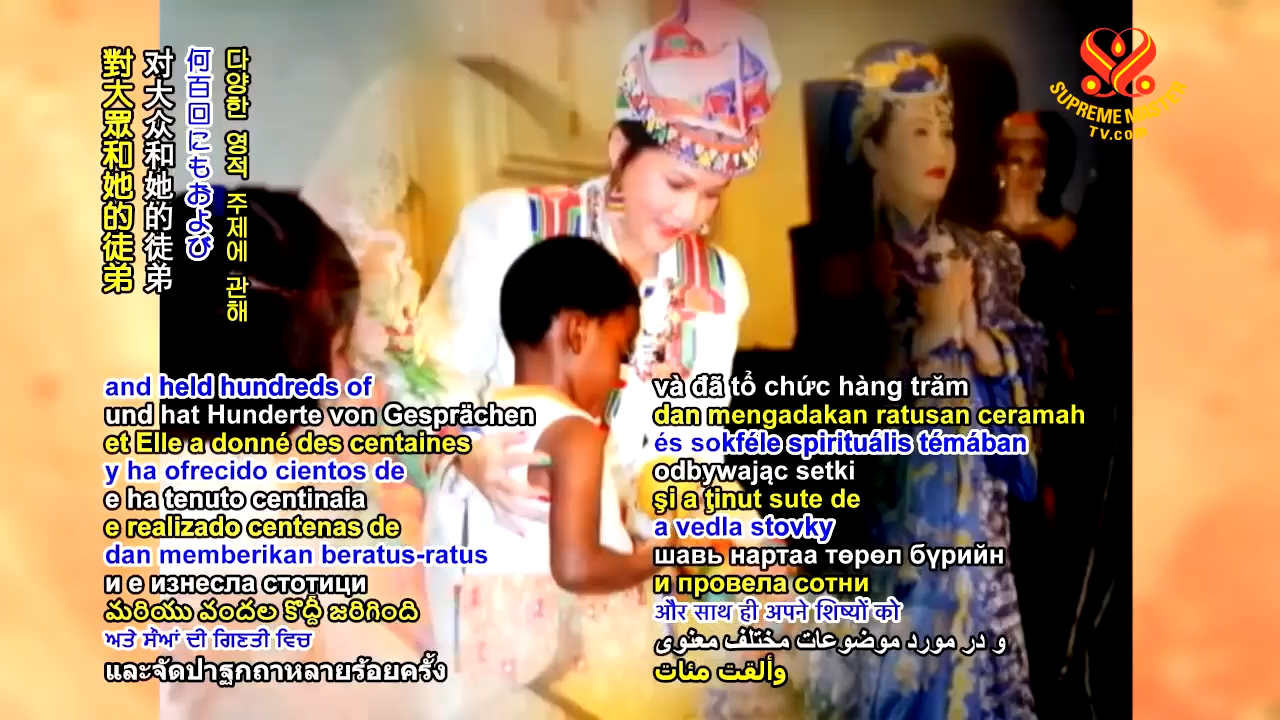 對大眾和她的徒弟
对大众和她的徒弟
何百回にもおよび
다양한 영적 주제에 관해
SUPREME MASTER
TV.COM
and held hundreds of
und hat Hunderte von Gesprächen
et Elle a donné des centaines
y ha ofrecido cientos de
e ha tenuto centinaia
e realizado centenas de
dan memberikan beratus-ratus
и е изнесла стотици
మరియు వందల కొద్దీ జరిగింది
ਅਤੇ ਸੌਆਂ ਦੀ ਗਿਣਤੀ ਵਿਚ
และจัดปาฐกถาหลายร้อยครั้ง
và đã tổ chức hàng trăm
dan mengadakan ratusan ceramah
és sokféle spirituális témában
odbywając setki
şi a ţinut sute de
a vedla stovky
шавь нартаа төрөл бүрийн
и провела сотни
और साथ ही अपने शिष्यों को
و در مورد موضوعات مختلف معنوی
وألقت مئات